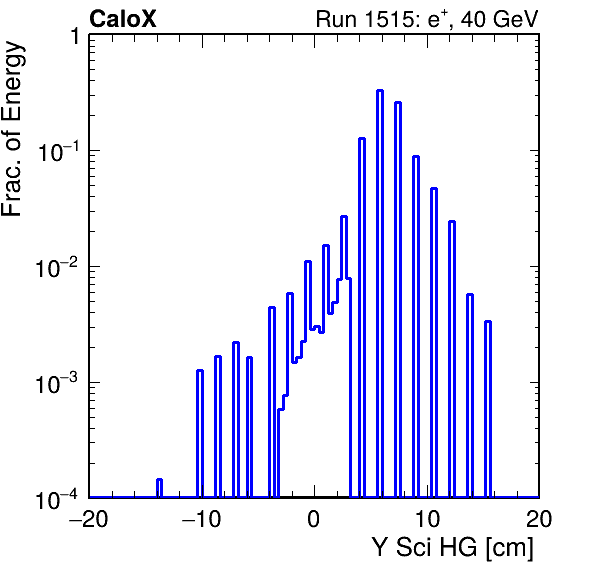 CaloX Run 1515: e⁺, 40 GeV
Frac. of Energy
1
10⁻¹
10⁻²
10⁻³
10⁻⁴
−20 −10 0 10 20
Y Sci HG [cm]